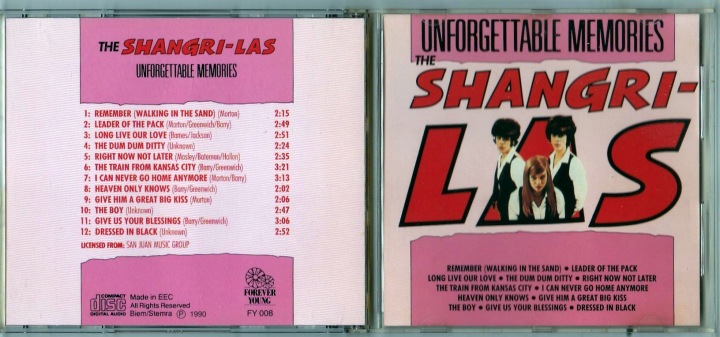 THE SHANGRI-LAS
UNFORGETTABLE MEMORIES
1: REMEMBER (WALKING IN THE SAND) (Morton) 2:15
2: LEADER OF THE PACK (Morton/Greenwich/Barry) 2:49
3: LONG LIVE OUR LOVE (Barnes/Jackson) 2:51
4: THE DUM DUM DITTY (Unknown) 2:24
5: RIGHT NOW NOT LATER (Mosley/Bateman/Hallon) 2:35
6: THE TRAIN FROM KANSAS CITY (Barry/Greenwich) 3:21
7: I CAN NEVER GO HOME ANYMORE (Morton/Barry) 3:13
8: HEAVEN ONLY KNOWS (Barry/Greenwich) 2:02
9: GIVE HIM A GREAT BIG KISS (Morton) 2:06
10: THE BOY (Unknown) 2:47
11: GIVE US YOUR BLESSINGS (Barry/Greenwich) 3:06
12: DRESSED IN BLACK (Unknown) 2:52
LICENSED FROM: SAN JUAN MUSIC GROUP
COMPACT
disc
DIGITAL AUDIO
Made in EEC
All Rights Reserved
Biem/Stemra Ⓟ 1990
FOREVER
YOUNG
FY 008
UNFORGETTABLE MEMORIES
THE
SHANGRI-
LAS
REMEMBER (WALKING IN THE SAND) • LEADER OF THE PACK
LONG LIVE OUR LOVE • THE DUM DUM DITTY • RIGHT NOW NOT LATER
THE TRAIN FROM KANSAS CITY • I CAN NEVER GO HOME ANYMORE
HEAVEN ONLY KNOWS • GIVE HIM A GREAT BIG KISS
THE BOY • GIVE US YOUR BLESSINGS • DRESSED IN BLACK